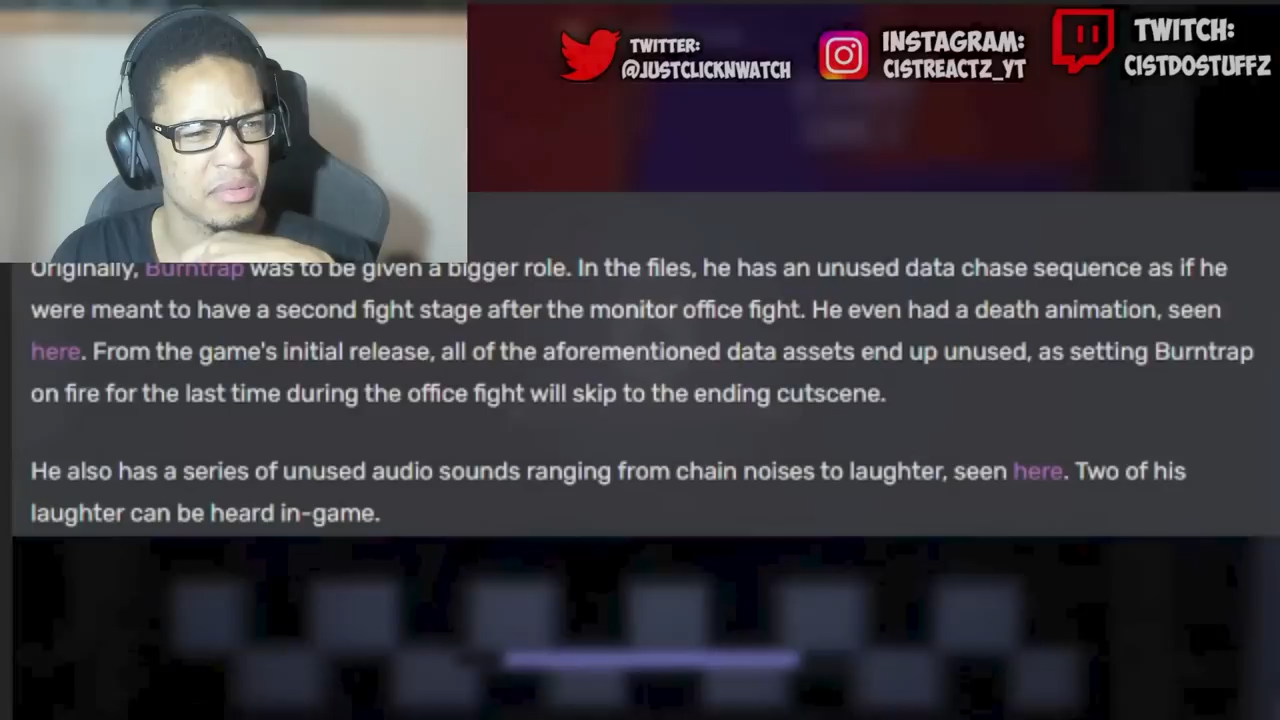 TWITTER:
@JUSTCLICKNWATCH
INSTAGRAM:
CISTREACTZ_YT
TWITCH:
CISTDOSTUFFZ
Originally, Burntrap was to be given a bigger role. In the files, he has an unused data chase sequence as if he
were meant to have a second fight stage after the monitor office fight. He even had a death animation, seen
here. From the game's initial release, all of the aforementioned data assets end up unused, as setting Burntrap
on fire for the last time during the office fight will skip to the ending cutscene.
He also has a series of unused audio sounds ranging from chain noises to laughter, seen here. Two of his
laughter can be heard in-game.